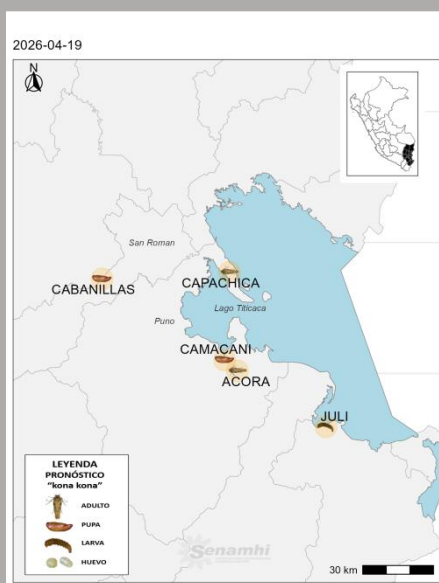 2026-04-19
N
San Roman
CABANILLAS
CAPACHICA
Lago Titicaca
Puno
CAMACANI
ACORA
JULI
LEYENDA
PRONÓSTICO
"kona kona"
ADULTO
PUPA
LARVA
HUEVO
Senamhi
30 km